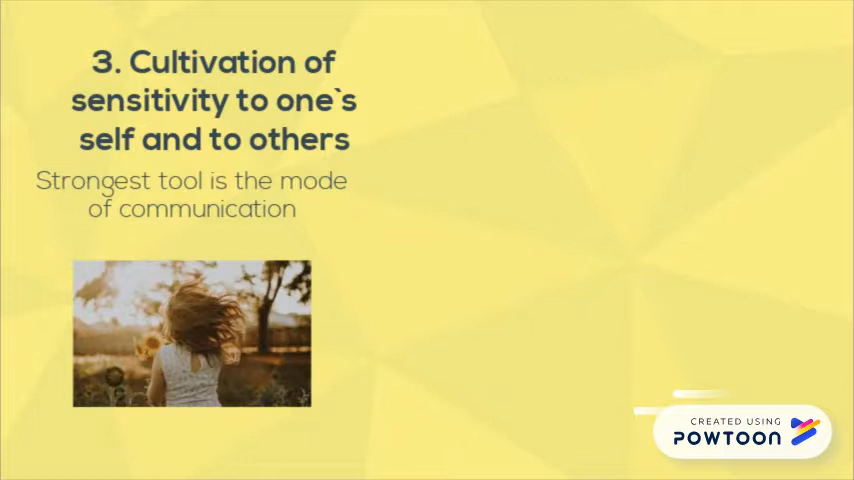 3. Cultivation of
sensitivity to one`s
self and to others
Strongest tool is the mode
of communication
CREATED USING
POWTOON